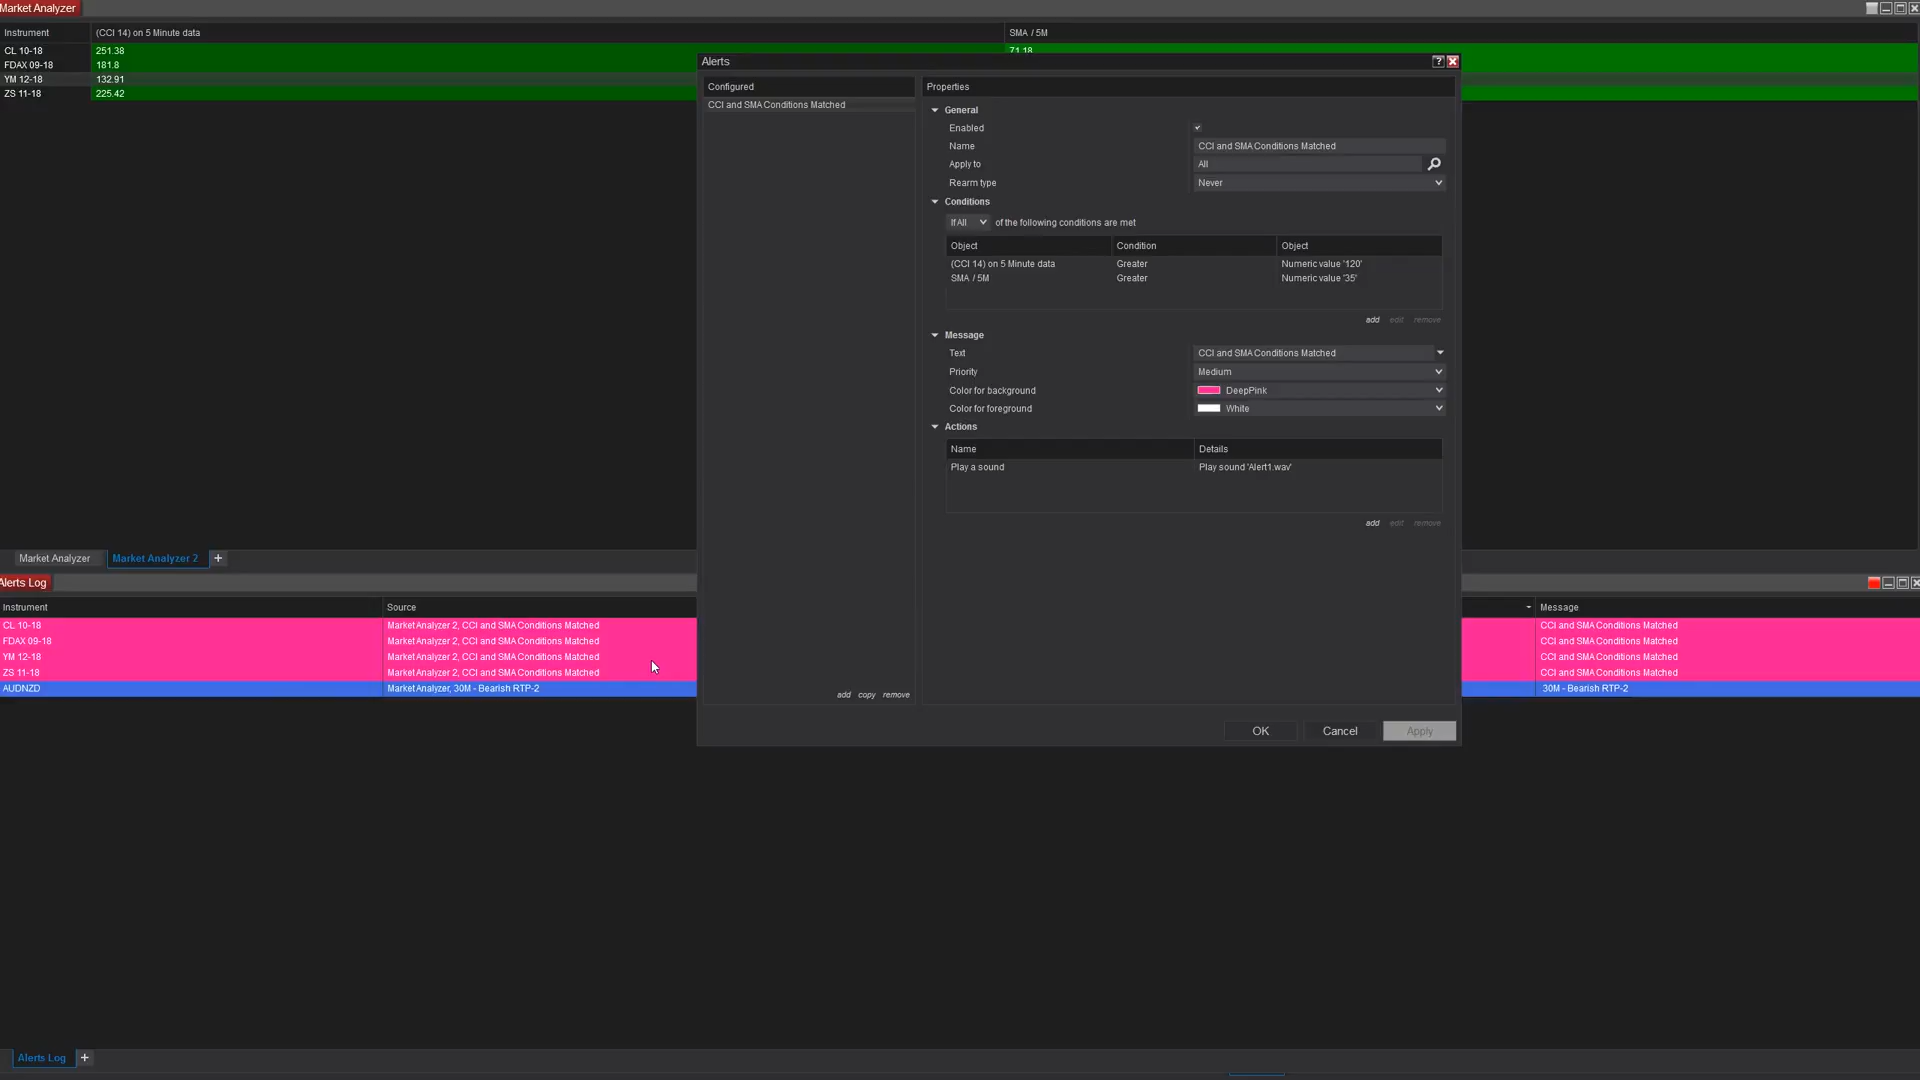 Market Analyzer
Instrument (CCI 14) on 5 Minute data SMA / 5M
CL 10-18 251.38 71.18
FDAX 09-18 181.8
YM 12-18 132.91
ZS 11-18 225.42
Alerts
Configured
CCI and SMA Conditions Matched
add copy remove
Properties
General
Enabled
Name CCI and SMA Conditions Matched
Apply to All
Rearm type Never
Conditions
If All of the following conditions are met
Object Condition Object
(CCI 14) on 5 Minute data Greater Numeric value '120'
SMA / 5M Greater Numeric value '35'
add edit remove
Message
Text CCI and SMA Conditions Matched
Priority Medium
Color for background DeepPink
Color for foreground White
Actions
Name Details
Play a sound Play sound 'Alert1.wav'
add edit remove
OK Cancel Apply
Market Analyzer Market Analyzer 2 +
Alerts Log
Instrument Source Message
CL 10-18 Market Analyzer 2, CCI and SMA Conditions Matched CCI and SMA Conditions Matched
FDAX 09-18 Market Analyzer 2, CCI and SMA Conditions Matched CCI and SMA Conditions Matched
YM 12-18 Market Analyzer 2, CCI and SMA Conditions Matched CCI and SMA Conditions Matched
ZS 11-18 Market Analyzer 2, CCI and SMA Conditions Matched CCI and SMA Conditions Matched
AUDNZD Market Analyzer, 30M - Bearish RTP-2 30M - Bearish RTP-2
Alerts Log +